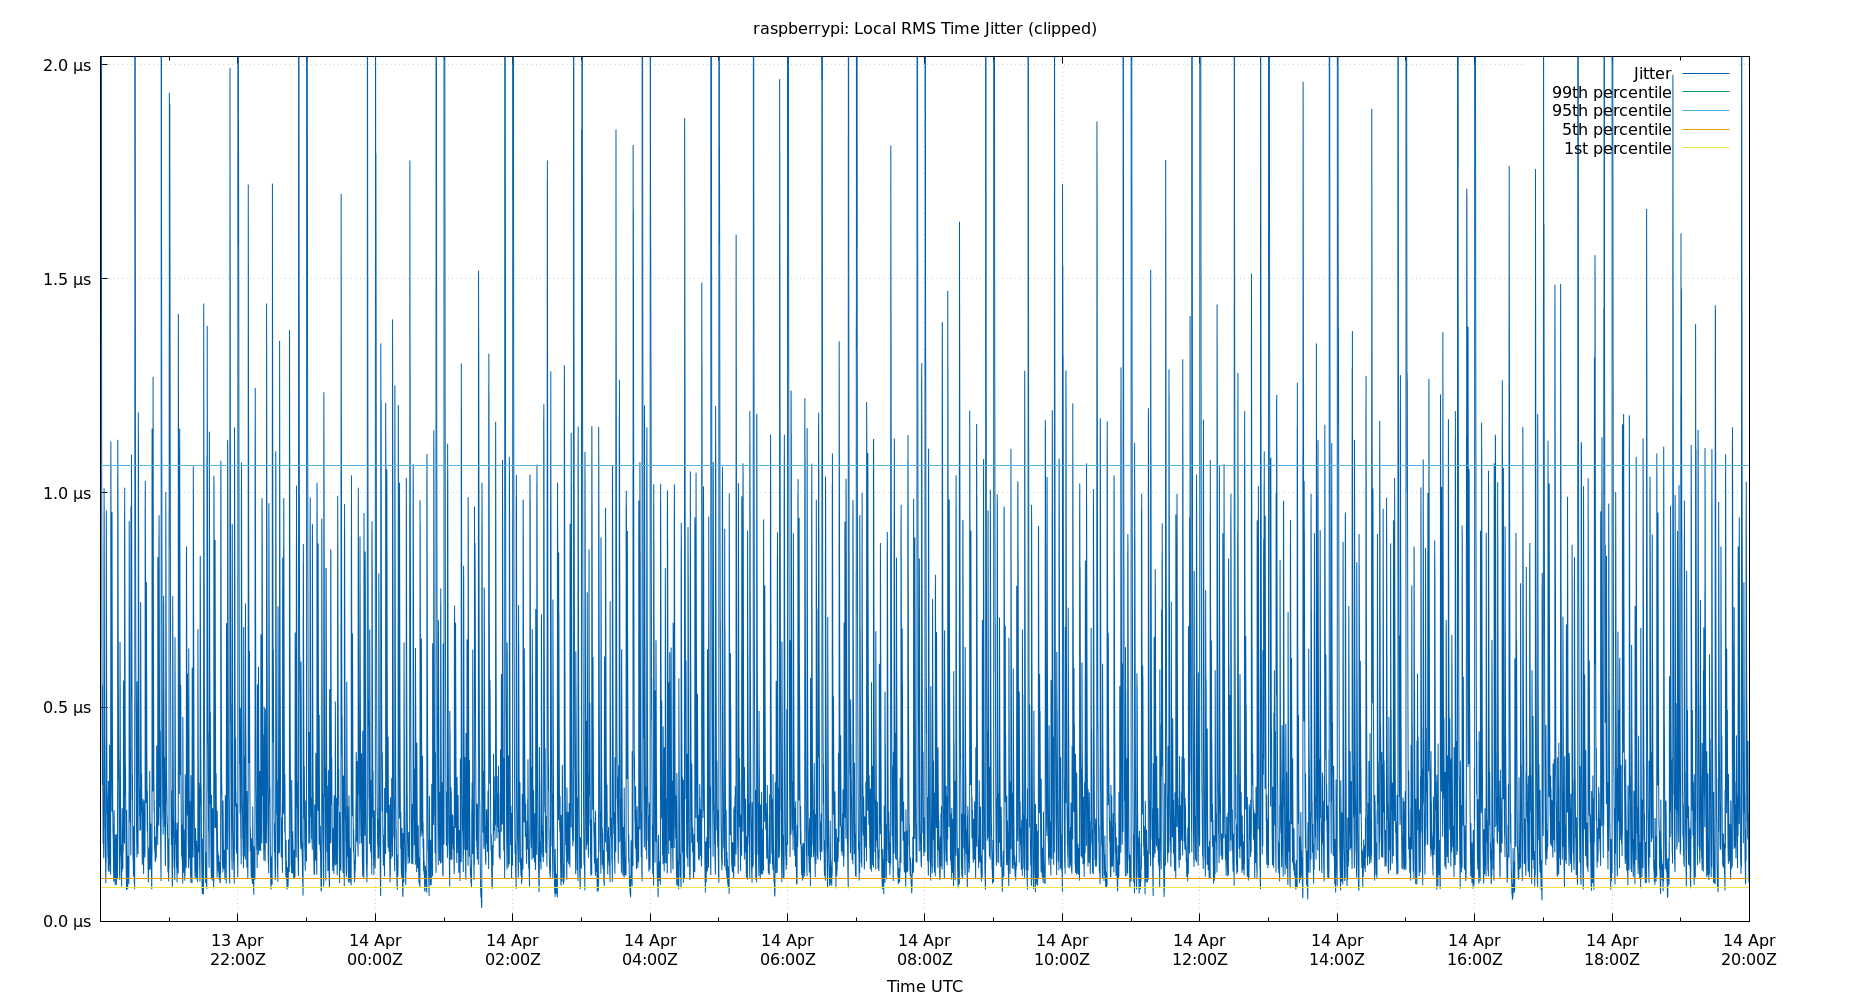 raspberrypi: Local RMS Time Jitter (clipped)
2.0 μs
1.5 μs
1.0 μs
0.5 μs
0.0 μs
Jitter
99th percentile
95th percentile
5th percentile
1st percentile
13 Apr
22:00Z
14 Apr
00:00Z
14 Apr
02:00Z
14 Apr
04:00Z
14 Apr
06:00Z
14 Apr
08:00Z
14 Apr
10:00Z
14 Apr
12:00Z
14 Apr
14:00Z
14 Apr
16:00Z
14 Apr
18:00Z
14 Apr
20:00Z
Time UTC